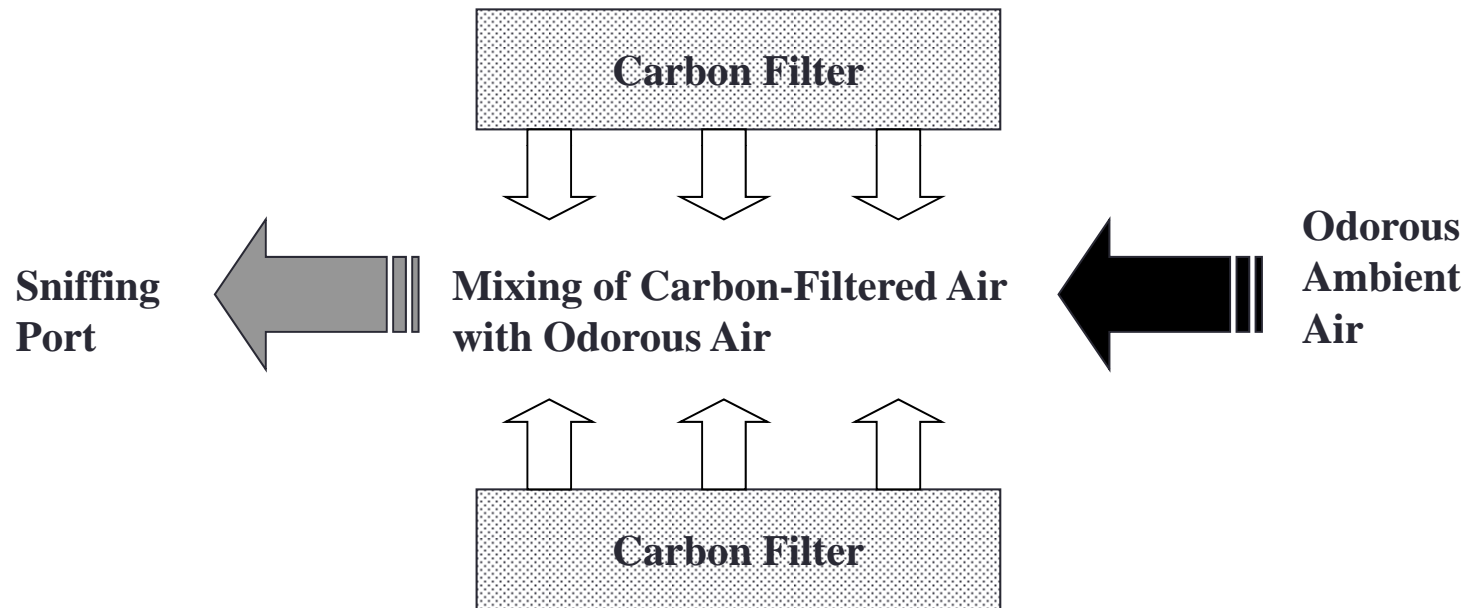 Carbon Filter
Sniffing
Port
Mixing of Carbon-Filtered Air
with Odorous Air
Odorous
Ambient
Air
Carbon Filter